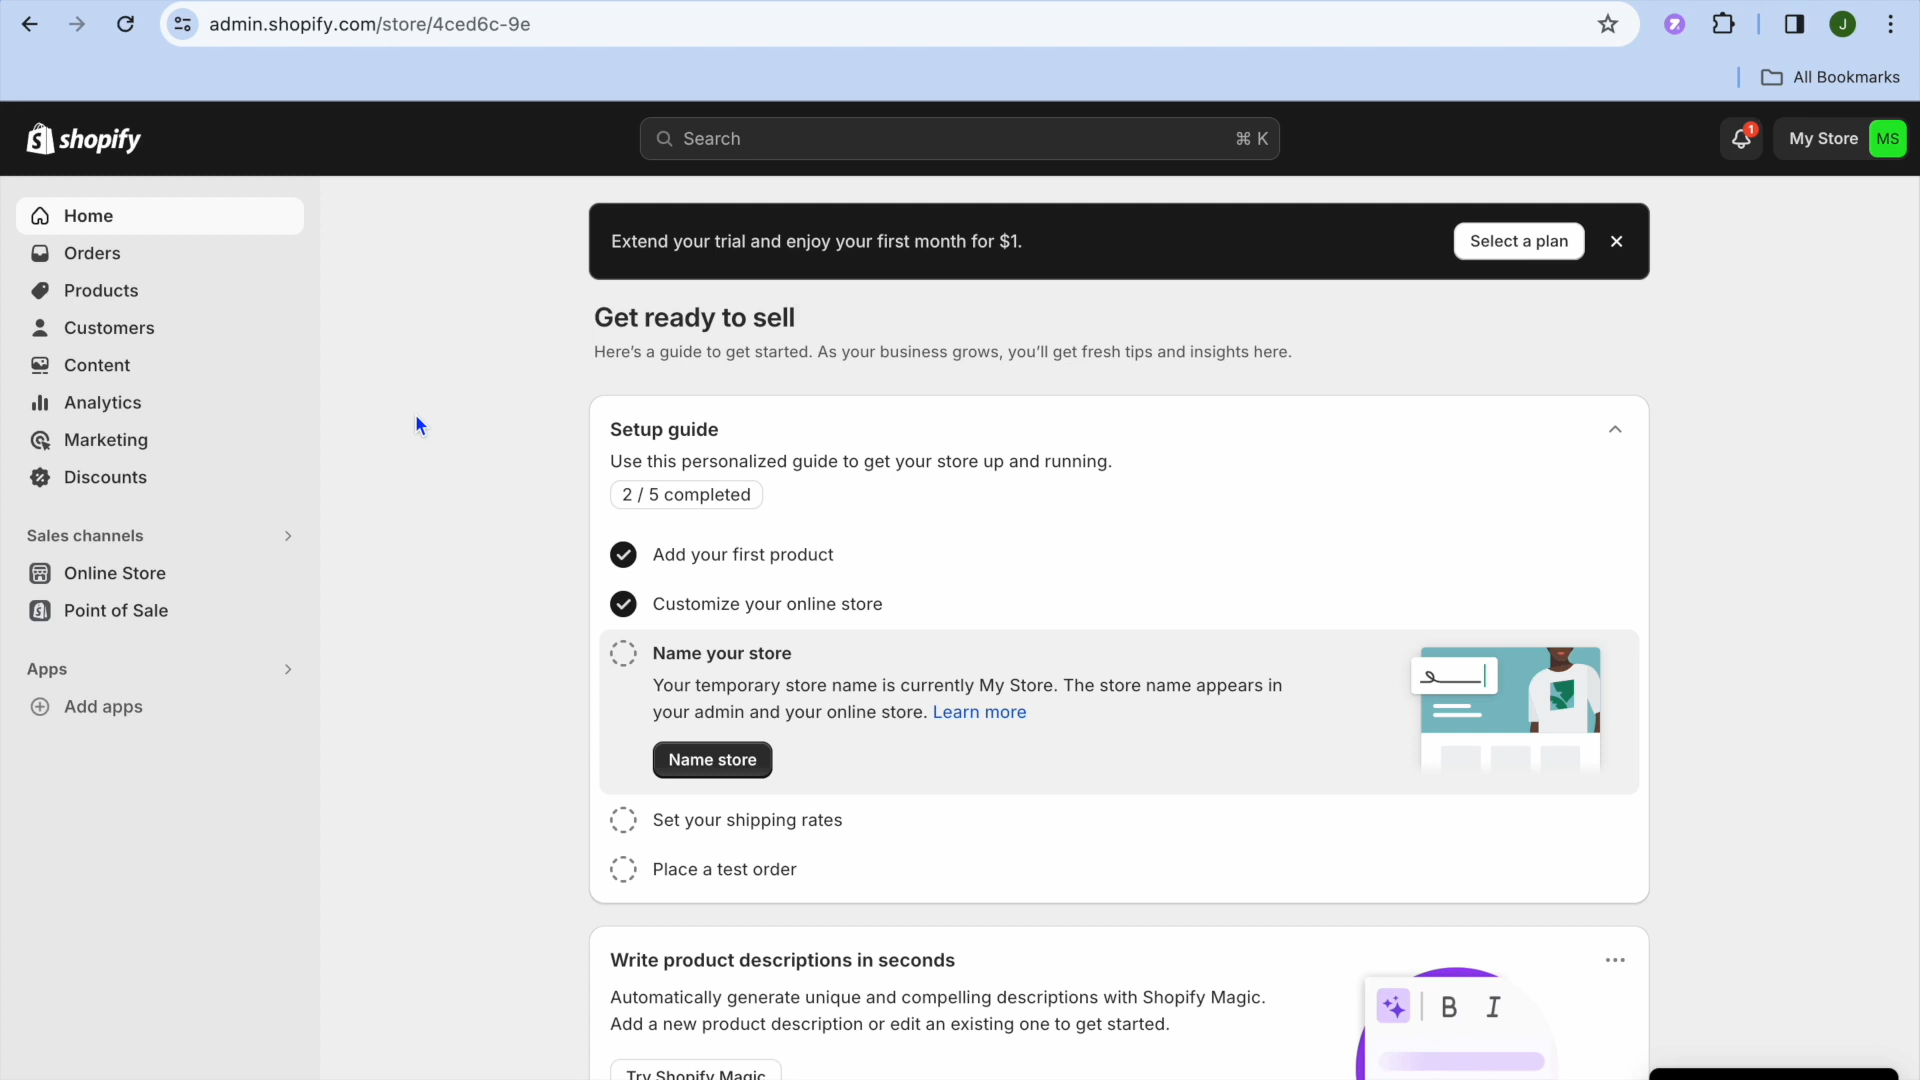 admin.shopify.com/store/4ced6c-9e
J
All Bookmarks
shopify
Search
⌘ K
1
My Store
MS
Home
Orders
Products
Customers
Content
Analytics
Marketing
Discounts
Sales channels
Online Store
Point of Sale
Apps
Add apps
Extend your trial and enjoy your first month for $1.
Select a plan
Get ready to sell
Here’s a guide to get started. As your business grows, you’ll get fresh tips and insights here.
Setup guide
Use this personalized guide to get your store up and running.
2 / 5 completed
Add your first product
Customize your online store
Name your store
Your temporary store name is currently My Store. The store name appears in
your admin and your online store. Learn more
Name store
Set your shipping rates
Place a test order
Write product descriptions in seconds
Automatically generate unique and compelling descriptions with Shopify Magic.
Add a new product description or edit an existing one to get started.
B I
Try Shopify Magic